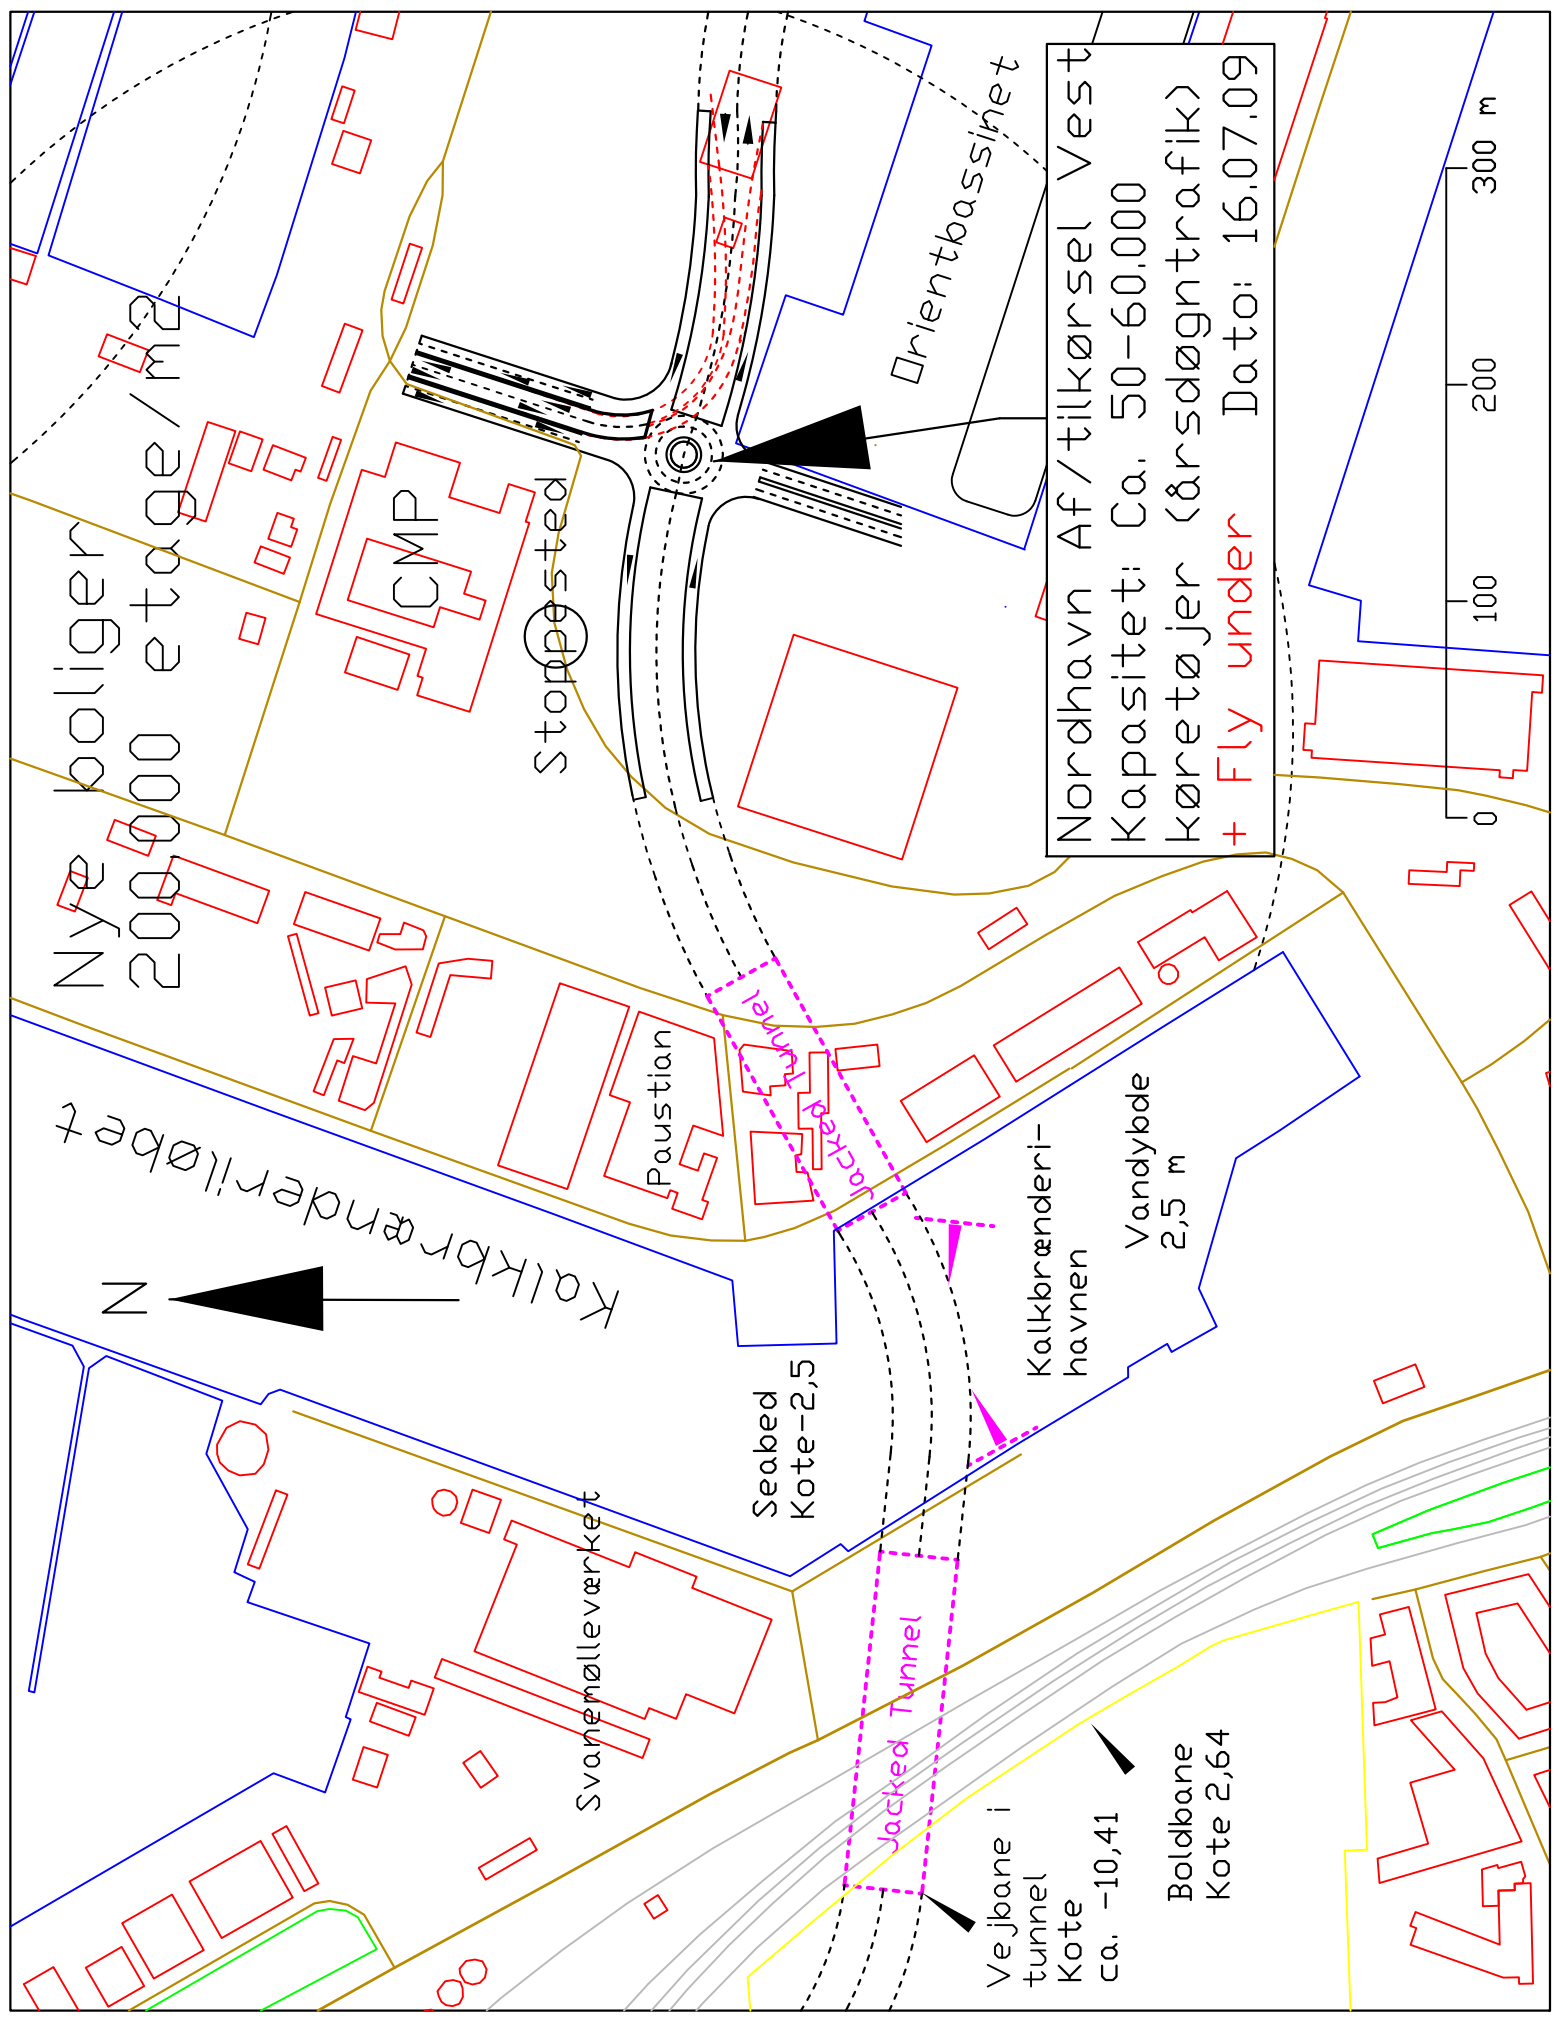 Nye boliger
200.000 etage/m2
CMP
Stoppested
Orientbassinet
Nordhavn Af/tilkørsel Vest
Kapasitet: Ca. 50-60.000
køretøjer (årsdøgntrafik)
+ Fly under Dato: 16.07.09
0 100 200 300 m
Kalkbrænderiløbet
N
Paustian
Jacked Tunnel
Kalkbrænderi-
havnen
Vandybde
2,5 m
Seabed
Kote-2,5
Svanemølleværket
Jacked Tunnel
Vejbane i
tunnel
Kote
ca. -10,41
Boldbane
Kote 2,64